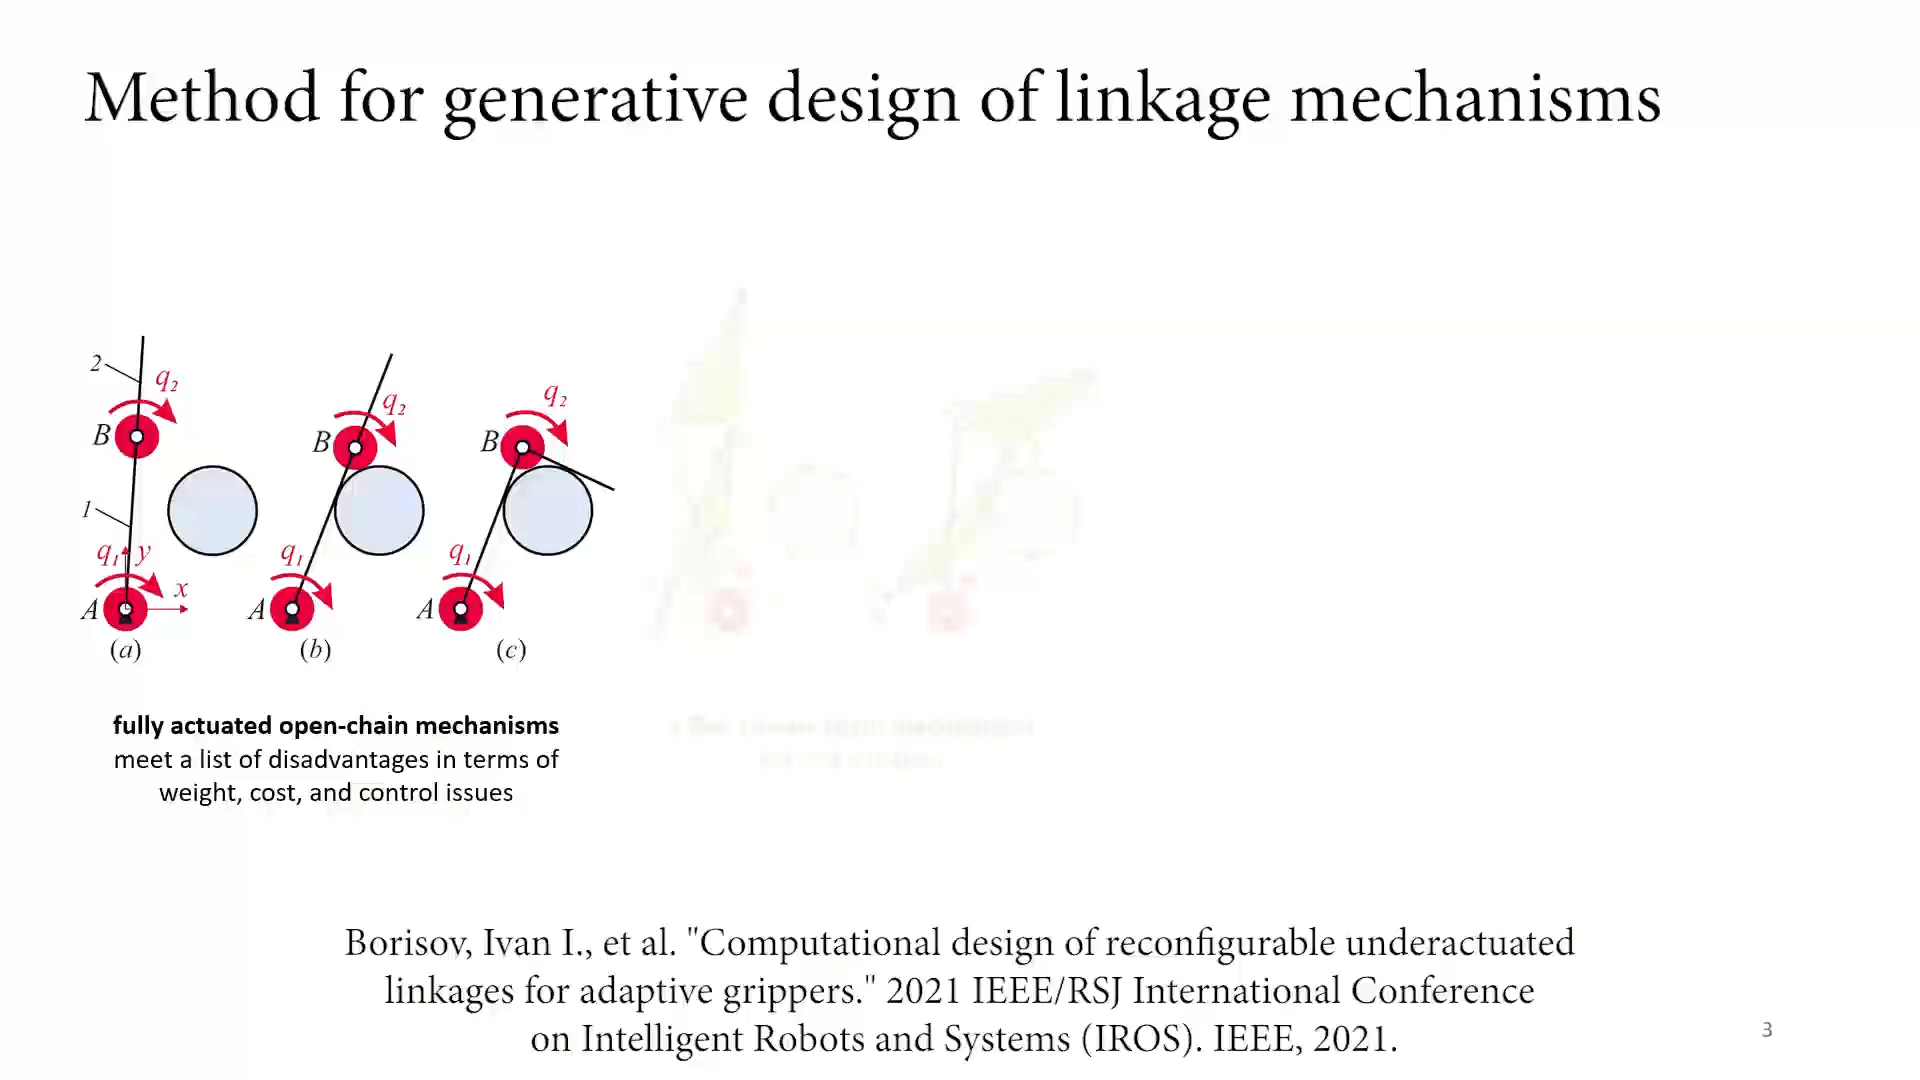 Method for generative design of linkage mechanisms
2
q₂
B
1
q₁
y
x
A
(a)
q₂
B
q₁
A
(b)
q₂
B
q₁
A
(c)
fully actuated open-chain mechanisms
meet a list of disadvantages in terms of
weight, cost, and control issues
Borisov, Ivan I., et al. "Computational design of reconfigurable underactuated
linkages for adaptive grippers." 2021 IEEE/RSJ International Conference
on Intelligent Robots and Systems (IROS). IEEE, 2021.
3